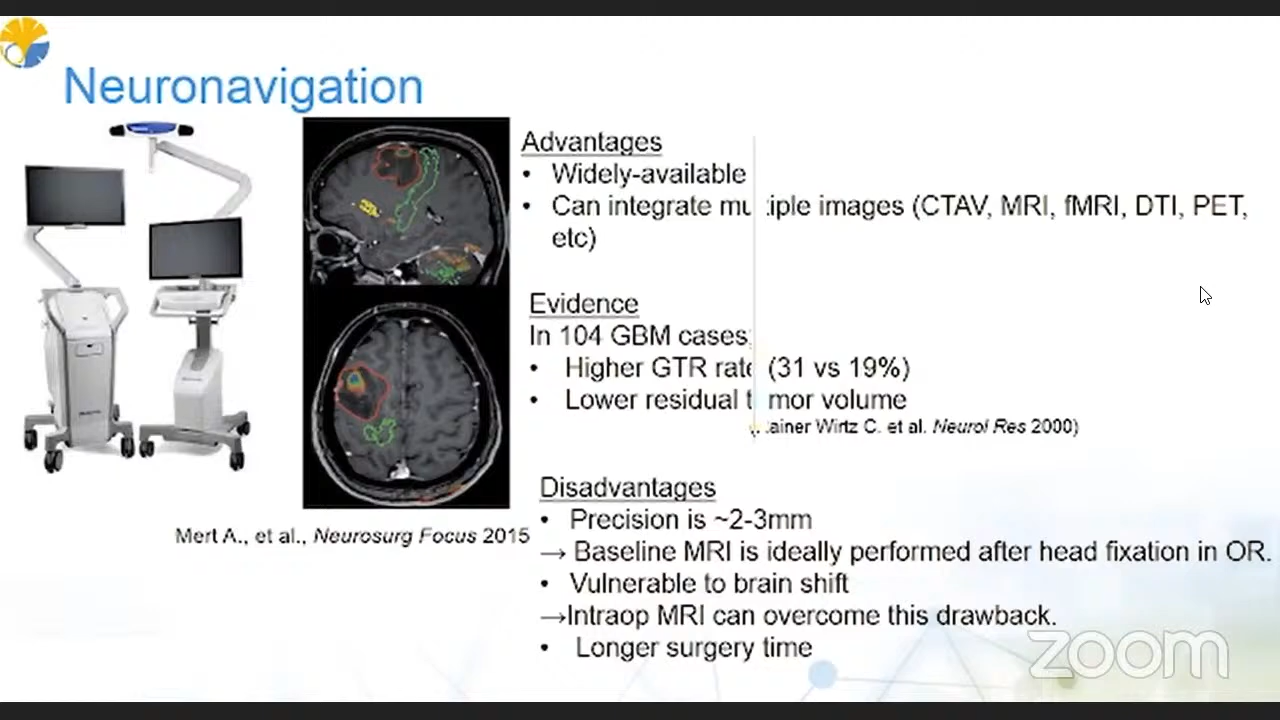 Neuronavigation
Advantages
• Widely-available
• Can integrate multiple images (CTAV, MRI, fMRI, DTI, PET,
etc)
Evidence
In 104 GBM cases;
• Higher GTR rate (31 vs 19%)
• Lower residual tumor volume
ainer Wirtz C. et al. Neurol Res 2000)
Disadvantages
• Precision is ~2-3mm
→ Baseline MRI is ideally performed after head fixation in OR.
• Vulnerable to brain shift
→Intraop MRI can overcome this drawback.
• Longer surgery time
Mert A., et al., Neurosurg Focus 2015
zoom